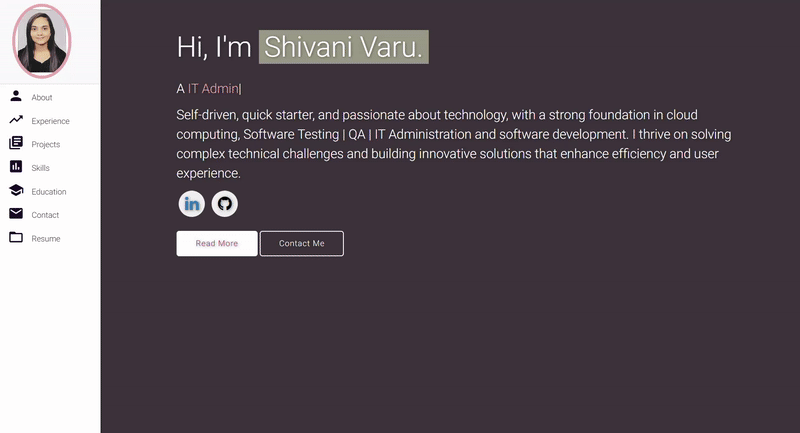 About
Experience
Projects
Skills
Education
Contact
Resume
Hi, I'm Shivani Varu.
A IT Admin|
Self-driven, quick starter, and passionate about technology, with a strong foundation in cloud
computing, Software Testing | QA | IT Administration and software development. I thrive on solving
complex technical challenges and building innovative solutions that enhance efficiency and user
experience.
in
Read More
Contact Me